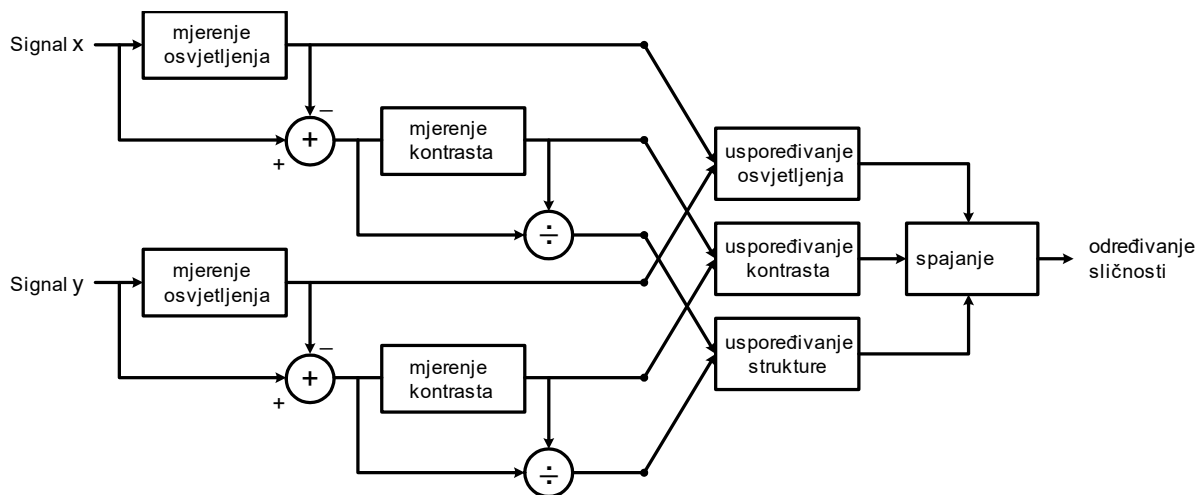 Signal x
mjerenje
osvjetljenja
–
+
+
mjerenje
kontrasta
÷
Signal y
mjerenje
osvjetljenja
–
+
+
mjerenje
kontrasta
÷
uspoređivanje
osvjetljenja
uspoređivanje
kontrasta
uspoređivanje
strukture
spajanje
određivanje
sličnosti